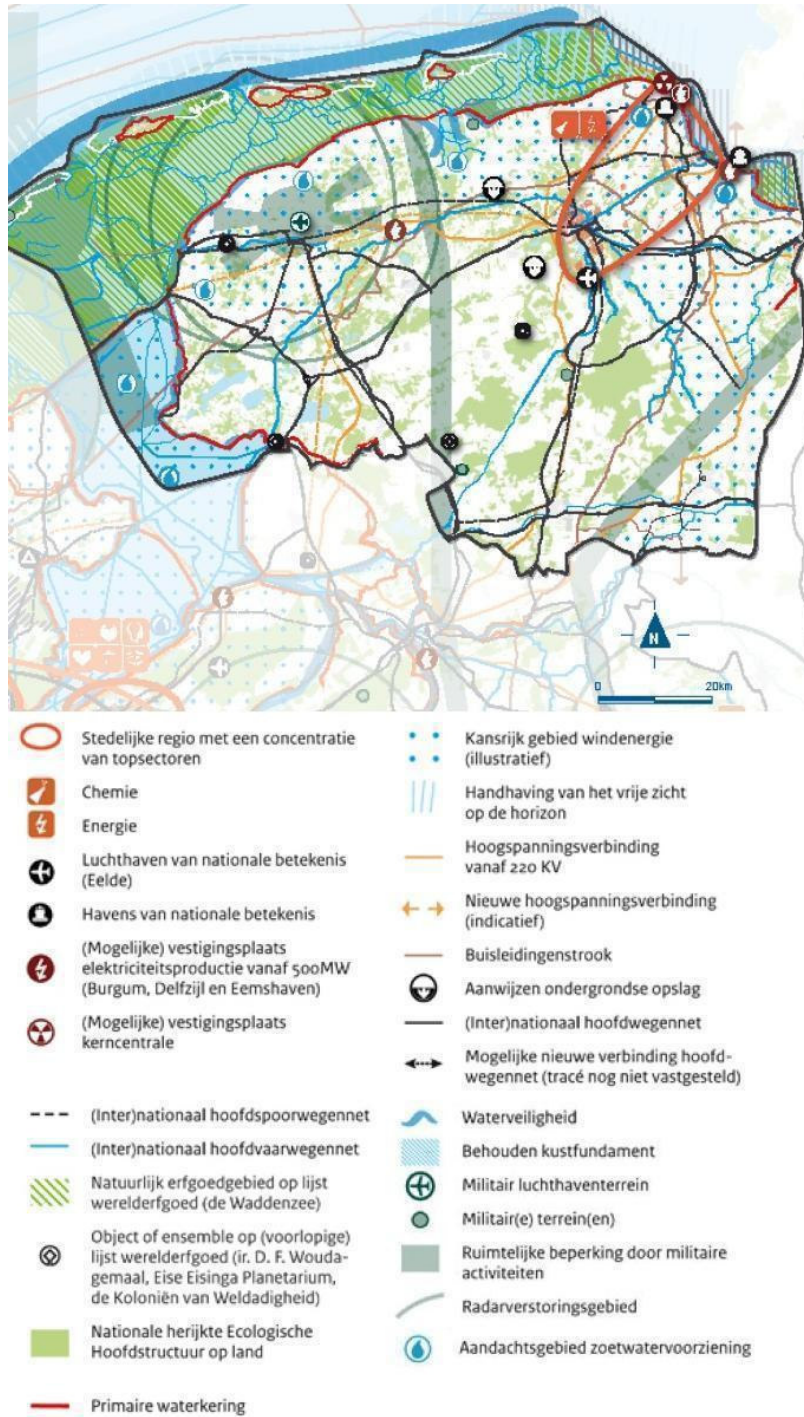 N
0
20km
Stedelijke regio met een concentratie
van topsectoren
Chemie
Energie
Luchthaven van nationale betekenis
(Eelde)
Havens van nationale betekenis
(Mogelijke) vestigingsplaats
elektriciteitsproductie vanaf 500MW
(Burgum, Delfzijl en Eemshaven)
(Mogelijke) vestigingsplaats
kerncentrale
Kansrijk gebied windenergie
(illustratief)
Handhaving van het vrije zicht
op de horizon
Hoogspanningsverbinding
vanaf 220 KV
Nieuwe hoogspanningsverbinding
(indicatief)
Buisleidingenstrook
Aanwijzen ondergrondse opslag
(Inter)nationaal hoofdwegennet
Mogelijke nieuwe verbinding hoofd-
wegennet (tracé nog niet vastgesteld)
(Inter)nationaal hoofdspoorwegennet
(Inter)nationaal hoofdvaarwegennet
Natuurlijk erfgoedgebied op lijst
werelderfgoed (de Waddenzee)
Object of ensemble op (voorlopige)
lijst werelderfgoed (ir. D. F. Wouda-
gemaal, Eise Eisinga Planetarium,
de Koloniën van Weldadigheid)
Nationale herijkte Ecologische
Hoofdstructuur op land
Primaire waterkering
Waterveiligheid
Behouden kustfundament
Militair luchthaventerrein
Militair(e) terrein(en)
Ruimtelijke beperking door militaire
activiteiten
Radarverstoringsgebied
Aandachtsgebied zoetwatervoorziening